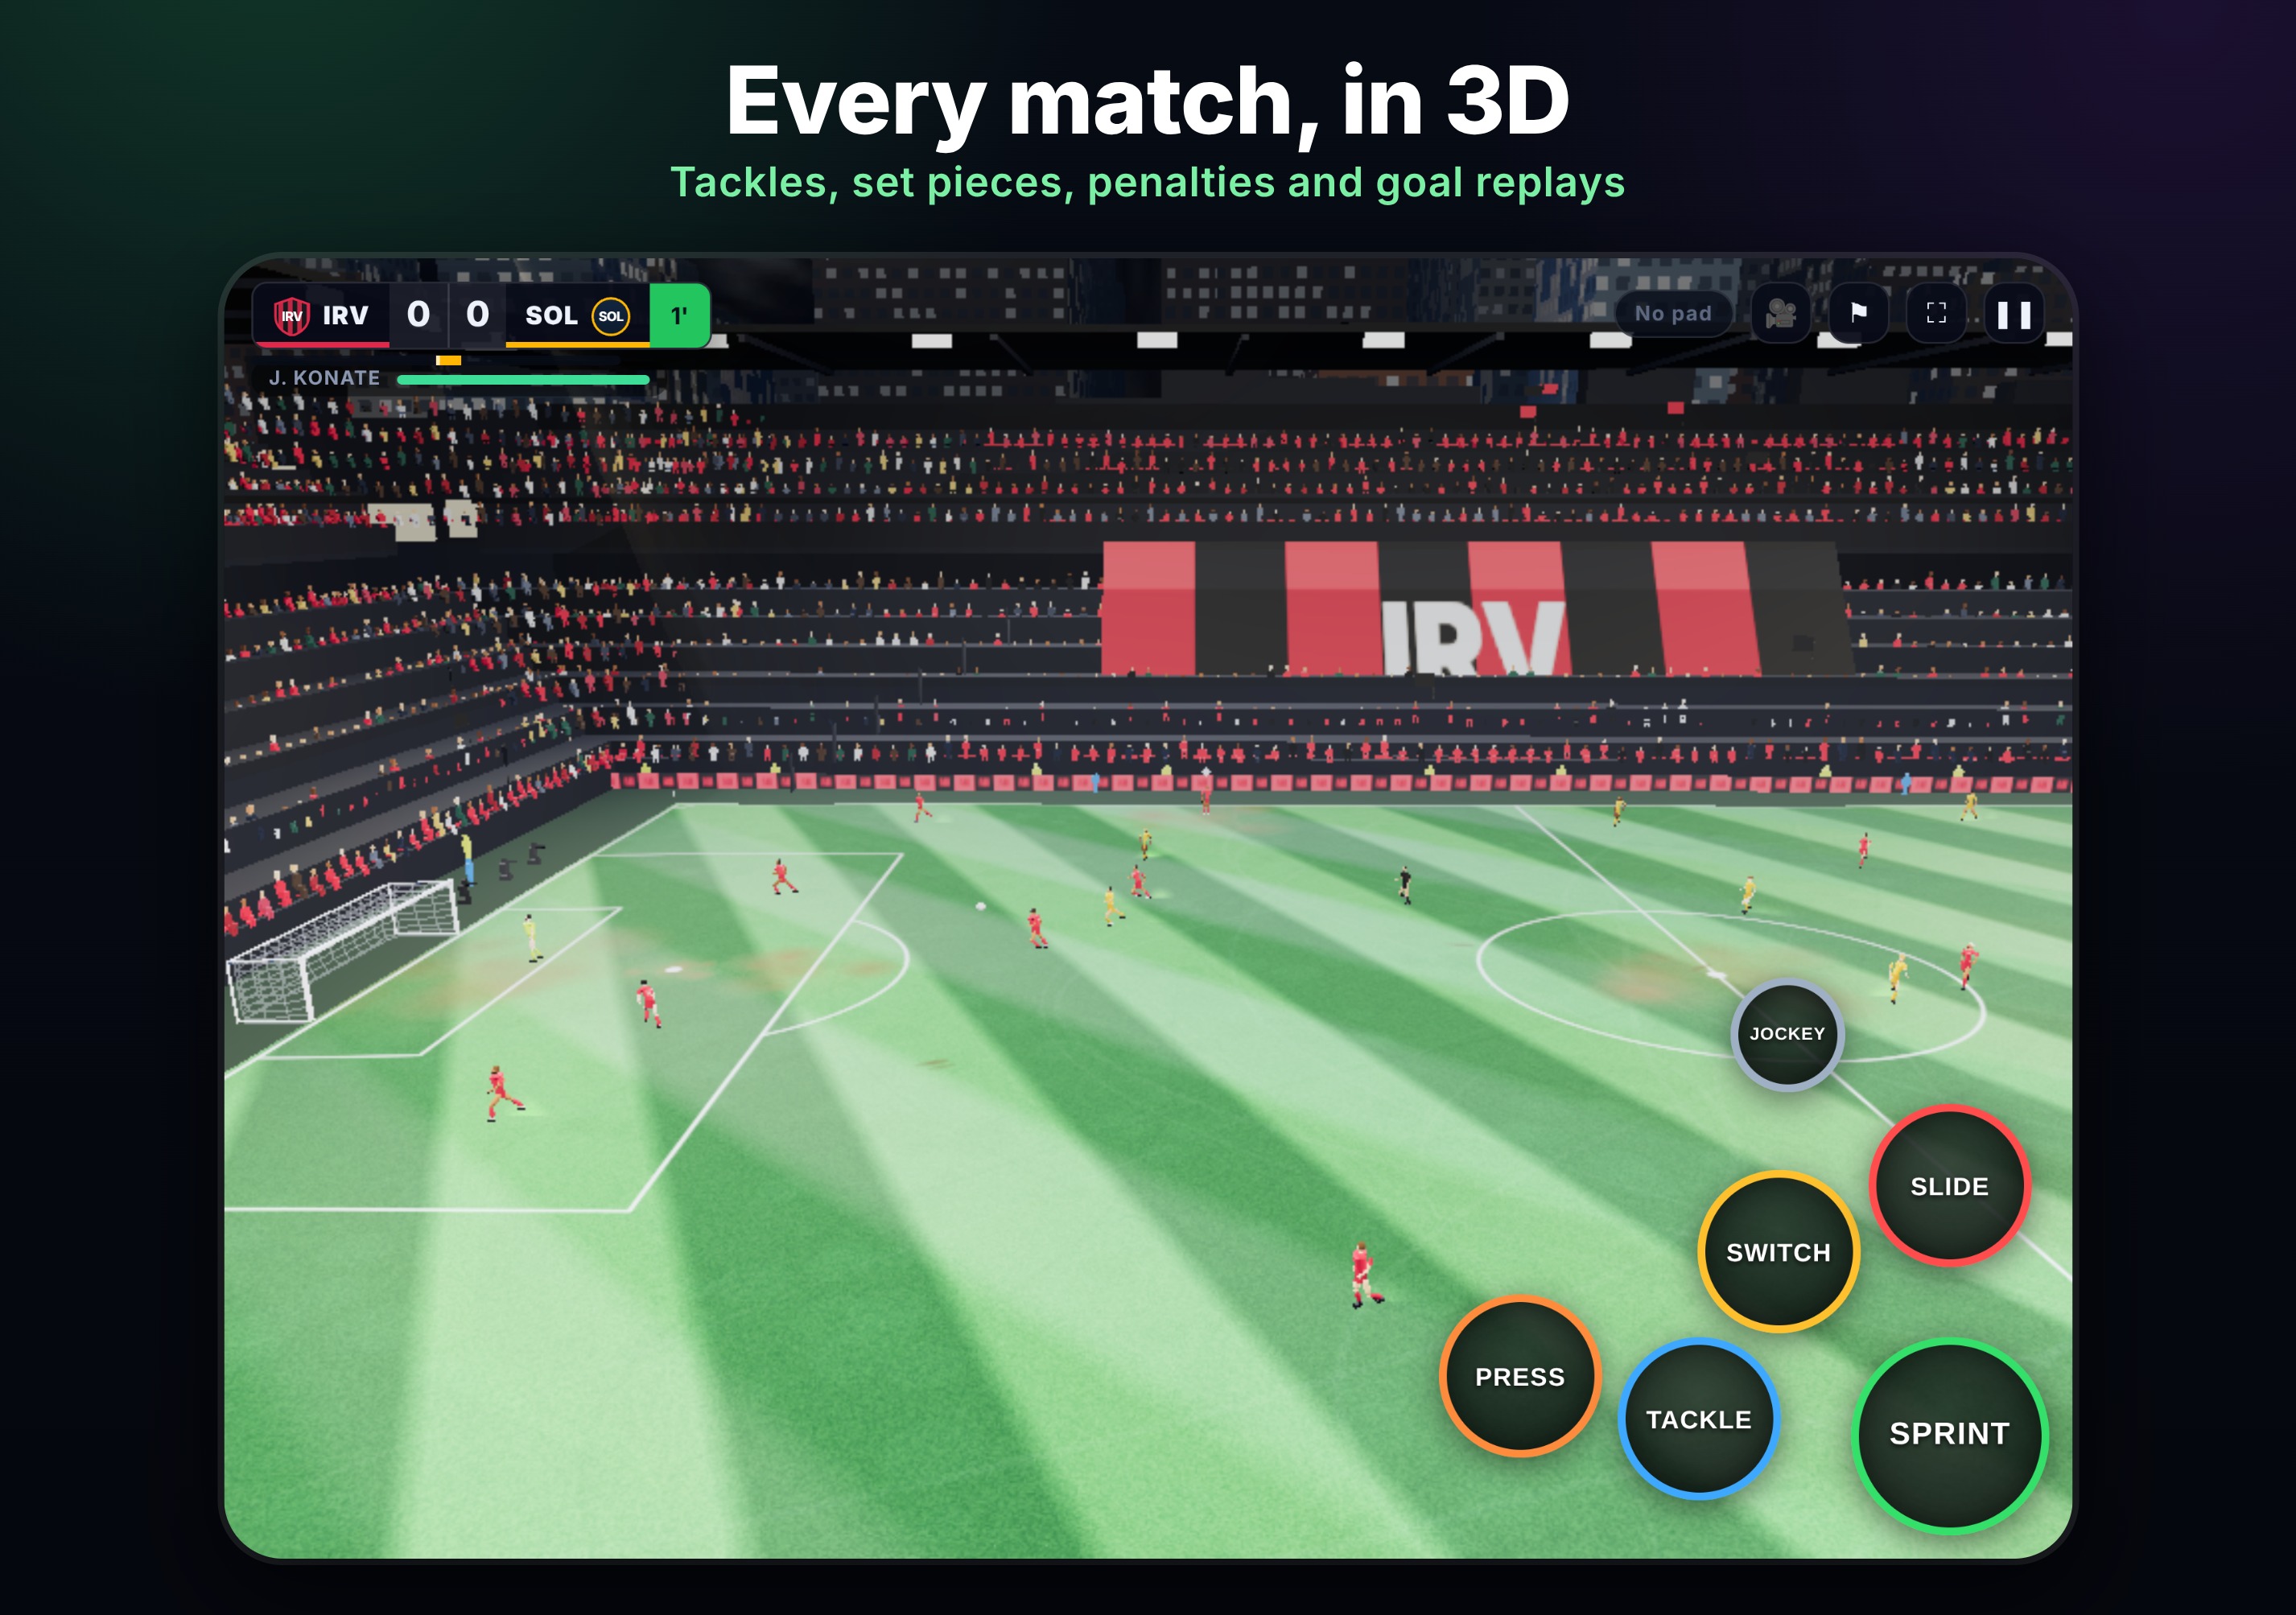 Every match, in 3D
Tackles, set pieces, penalties and goal replays
IRV IRV 0 0 SOL SOL 1'
No pad
J. KONATE
IRV
JOCKEY
SLIDE
SWITCH
PRESS
TACKLE
SPRINT